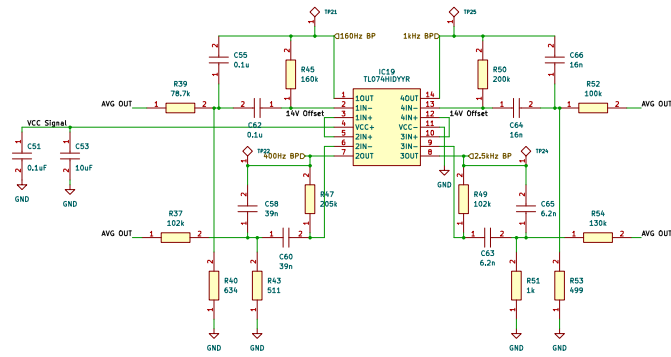 TP21
TP25
160Hz BP
1kHz BP
C55
0.1u
R45
160k
IC19
TL074HIDYYR
R50
200k
C66
16n
R39
78.7k
R52
100k
1 1OUT 4OUT 14
2 1IN- 4IN- 13
3 1IN+ 4IN+ 12
4 VCC+ VCC- 11
5 2IN+ 3IN+ 10
6 2IN- 3IN- 9
7 2OUT 3OUT 8
AVG OUT
AVG OUT
C62
0.1u
14V Offset
14V Offset
C64
16n
VCC Signal
C51
0.1uF
C53
10uF
GND
GND
TP22
400Hz BP
GND
2.5kHz BP
TP24
C58
39n
R47
205k
R49
102k
C65
6.2n
R37
102k
R54
130k
AVG OUT
AVG OUT
C60
39n
C63
6.2n
R40
634
R43
511
R51
1k
R53
499
GND
GND
GND
GND